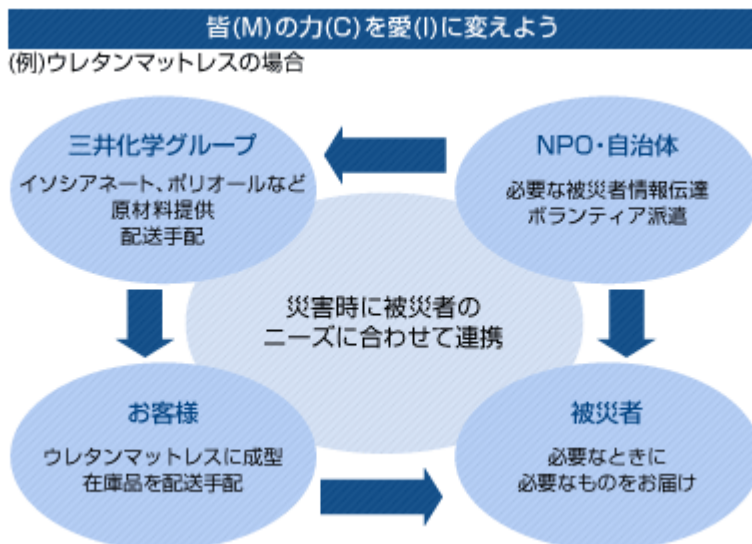 皆(M)の力(C)を愛(I)に変えよう
(例)ウレタンマットレスの場合
三井化学グループ
イソシアネート、ポリオールなど
原材料提供
配送手配
NPO・自治体
必要な被災者情報伝達
ボランティア派遣
災害時に被災者の
ニーズに合わせて連携
お客様
ウレタンマットレスに成型
在庫品を配送手配
被災者
必要なときに
必要なものをお届け